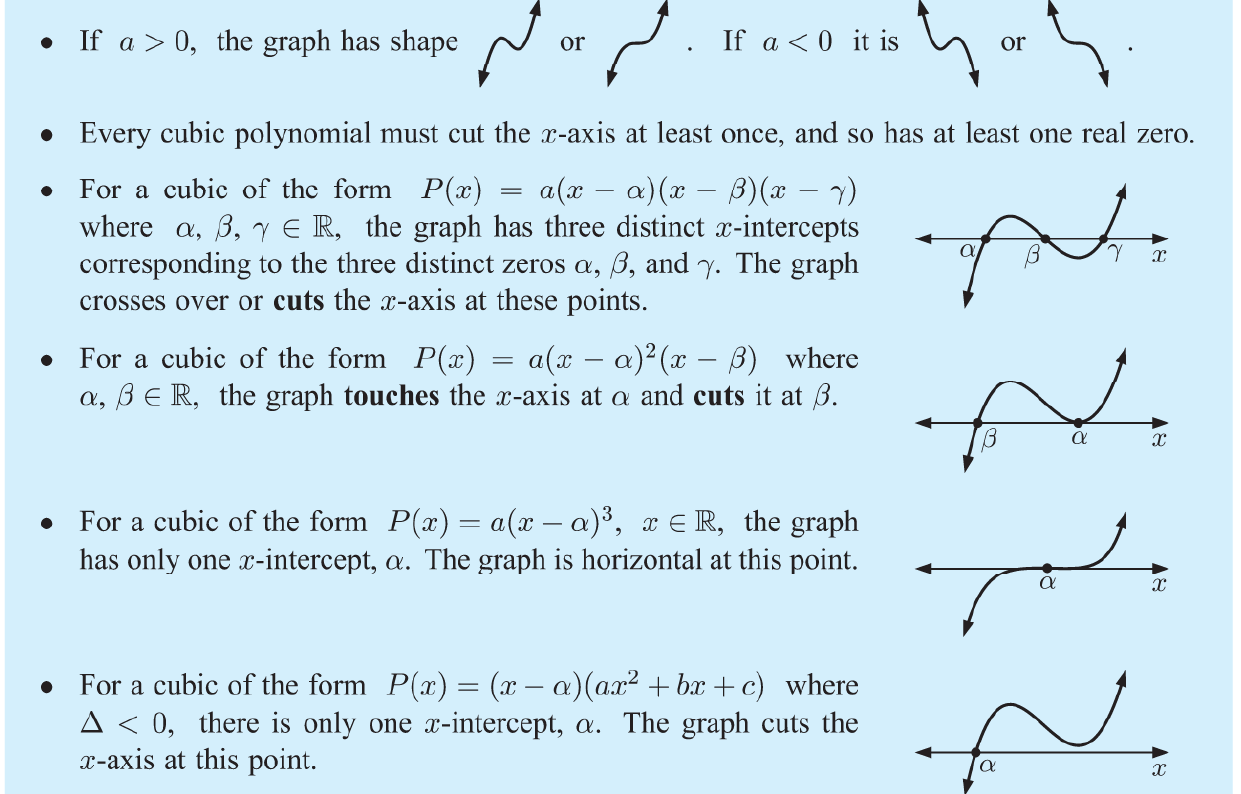 • If a > 0, the graph has shape or . If a < 0 it is or .
• Every cubic polynomial must cut the x-axis at least once, and so has at least one real zero.
• For a cubic of the form P(x) = a(x − α)(x − β)(x − γ)
where α, β, γ ∈ ℝ, the graph has three distinct x-intercepts
corresponding to the three distinct zeros α, β, and γ. The graph
crosses over or cuts the x-axis at these points.
α β γ x
• For a cubic of the form P(x) = a(x − α)²(x − β) where
α, β ∈ ℝ, the graph touches the x-axis at α and cuts it at β.
β α x
• For a cubic of the form P(x) = a(x − α)³, x ∈ ℝ, the graph
has only one x-intercept, α. The graph is horizontal at this point.
α x
• For a cubic of the form P(x) = (x − α)(ax² + bx + c) where
Δ < 0, there is only one x-intercept, α. The graph cuts the
x-axis at this point.
α x